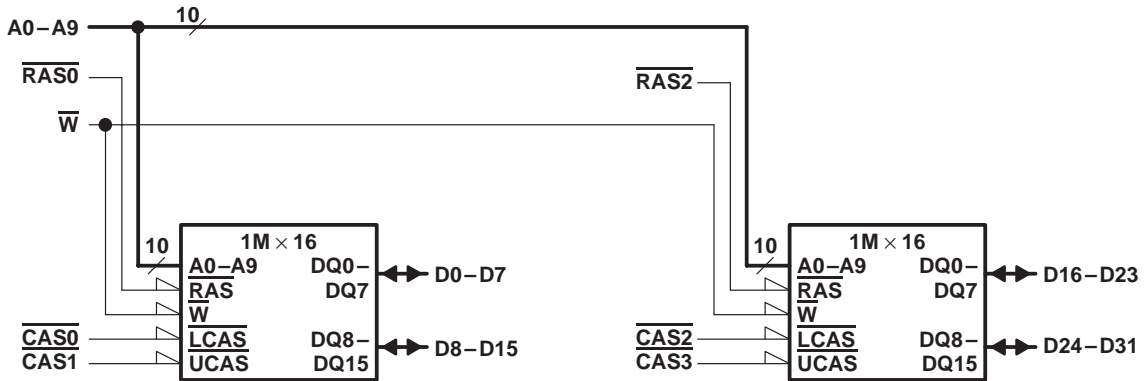 A0–A9
10
RAS0
RAS2
W
10
1M × 16
A0–A9
RAS
W
LCAS
UCAS
DQ0–
DQ7
DQ8–
DQ15
D0–D7
D8–D15
CAS0
CAS1
10
1M × 16
A0–A9
RAS
W
LCAS
UCAS
DQ0–
DQ7
DQ8–
DQ15
D16–D23
D24–D31
CAS2
CAS3